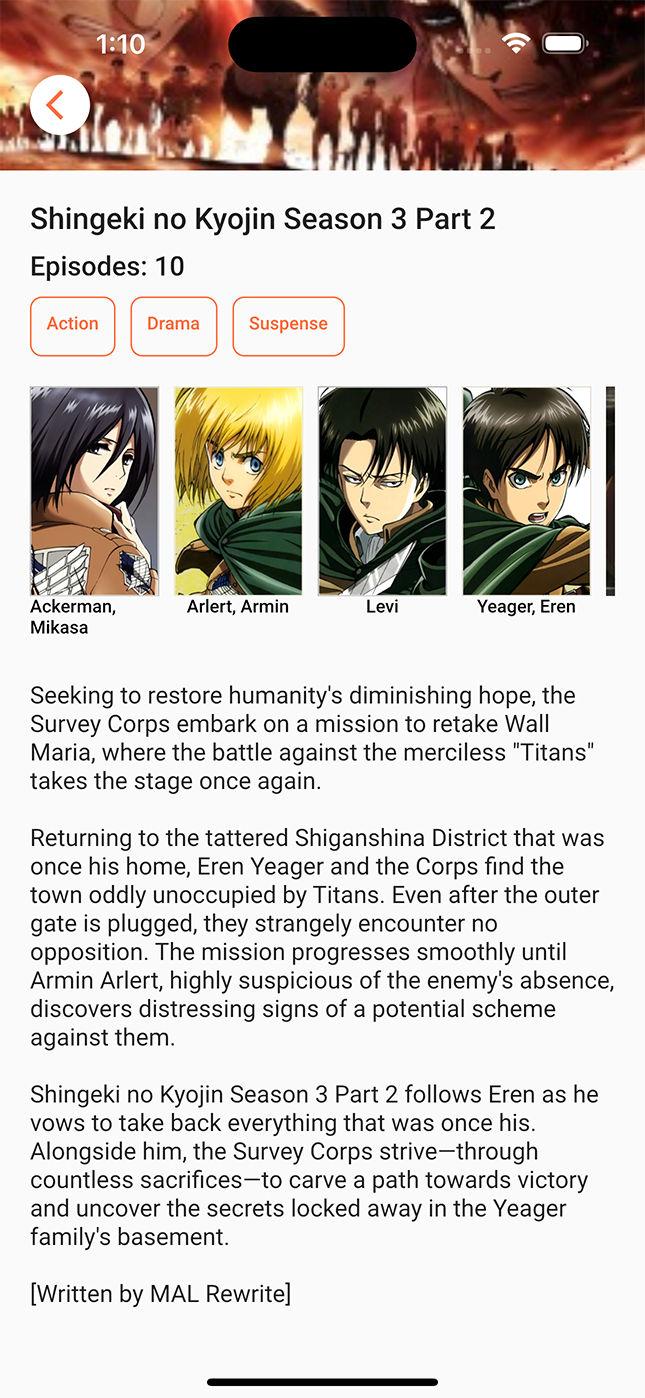 1:10
Shingeki no Kyojin Season 3 Part 2
Episodes: 10
Action Drama Suspense
Ackerman, Mikasa
Arlert, Armin
Levi
Yeager, Eren
Seeking to restore humanity's diminishing hope, the
Survey Corps embark on a mission to retake Wall
Maria, where the battle against the merciless "Titans"
takes the stage once again.
Returning to the tattered Shiganshina District that was
once his home, Eren Yeager and the Corps find the
town oddly unoccupied by Titans. Even after the outer
gate is plugged, they strangely encounter no
opposition. The mission progresses smoothly until
Armin Arlert, highly suspicious of the enemy's absence,
discovers distressing signs of a potential scheme
against them.
Shingeki no Kyojin Season 3 Part 2 follows Eren as he
vows to take back everything that was once his.
Alongside him, the Survey Corps strive—through
countless sacrifices—to carve a path towards victory
and uncover the secrets locked away in the Yeager
family's basement.
[Written by MAL Rewrite]